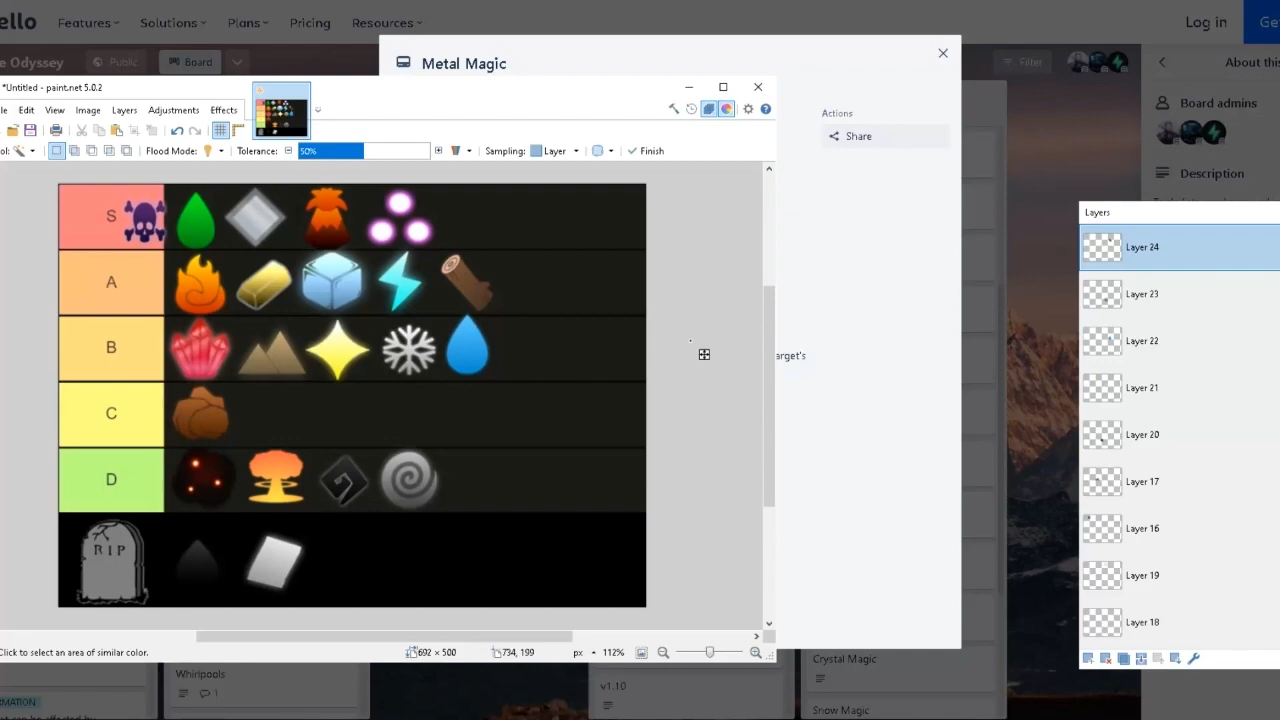 ello Features Solutions Plans Pricing Resources Log in Ge
e Odyssey Public Board Filter About this
Metal Magic
*Untitled - paint.net 5.0.2
le Edit View Image Layers Adjustments Effects
ol: Flood Mode: Tolerance: 50% Sampling: Layer Finish
Actions
Share
Board admins
Description
S
A
B
C
D
RIP
arget's
Layers
Layer 24
Layer 23
Layer 22
Layer 21
Layer 20
Layer 17
Layer 16
Layer 19
Layer 18
Click to select an area of similar color. 692 × 500 734, 199 px 112%
Whirlpools
1
RMATION
v1.10
Crystal Magic
Snow Magic